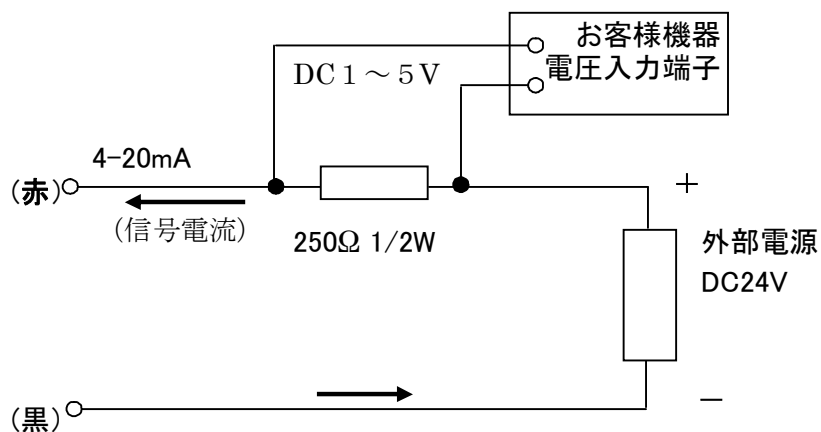 お客様機器
電圧入力端子
DC１～５V
4-20mA
(赤)
(信号電流)
250Ω 1/2W
+
外部電源
DC24V
－
(黒)